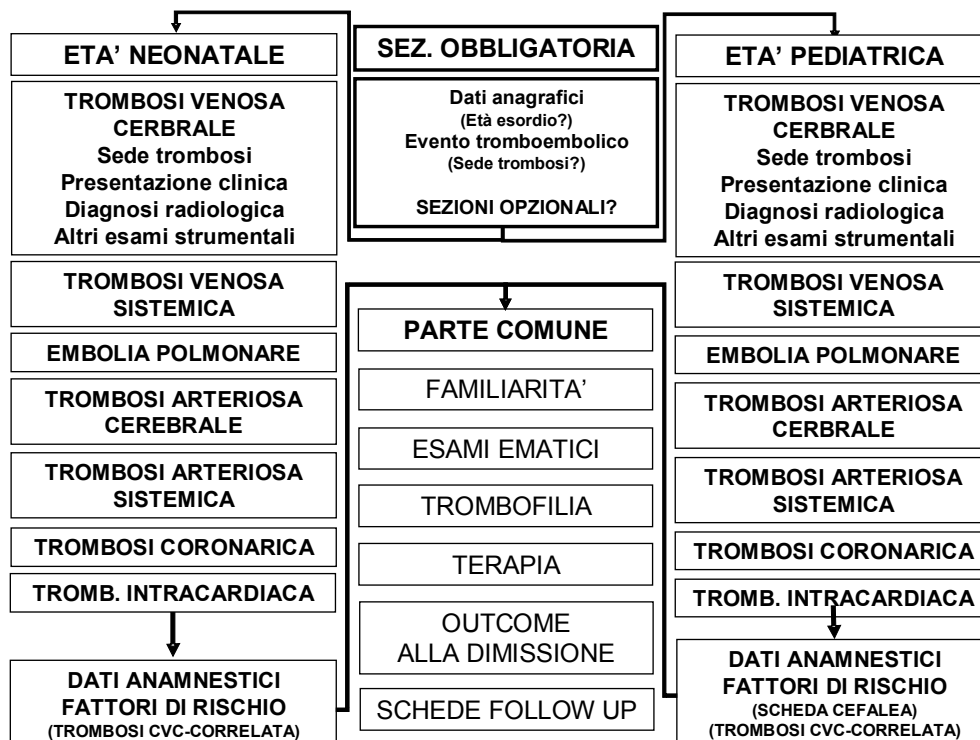 ETA’ NEONATALE
TROMBOSI VENOSA
CERBRALE
Sede trombosi
Presentazione clinica
Diagnosi radiologica
Altri esami strumentali
TROMBOSI VENOSA
SISTEMICA
EMBOLIA POLMONARE
TROMBOSI ARTERIOSA
CEREBRALE
TROMBOSI ARTERIOSA
SISTEMICA
TROMBOSI CORONARICA
TROMB. INTRACARDIACA
DATI ANAMNESTICI
FATTORI DI RISCHIO
(TROMBOSI CVC-CORRELATA)
SEZ. OBBLIGATORIA
Dati anagrafici
(Età esordio?)
Evento tromboembolico
(Sede trombosi?)
SEZIONI OPZIONALI?
PARTE COMUNE
FAMILIARITA’
ESAMI EMATICI
TROMBOFILIA
TERAPIA
OUTCOME
ALLA DIMISSIONE
SCHEDE FOLLOW UP
ETA’ PEDIATRICA
TROMBOSI VENOSA
CERBRALE
Sede trombosi
Presentazione clinica
Diagnosi radiologica
Altri esami strumentali
TROMBOSI VENOSA
SISTEMICA
EMBOLIA POLMONARE
TROMBOSI ARTERIOSA
CERBRALE
TROMBOSI ARTERIOSA
SISTEMICA
TROMBOSI CORONARICA
TROMB. INTRACARDIACA
DATI ANAMNESTICI
FATTORI DI RISCHIO
(SCHEDA CEFALEA)
(TROMBOSI CVC-CORRELATA)